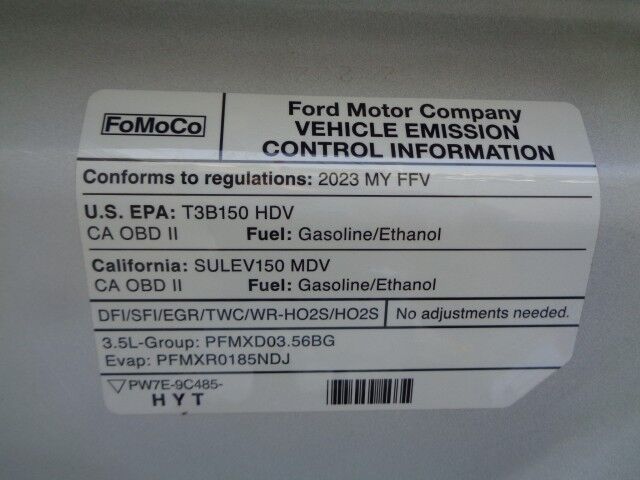 FoMoCo
Ford Motor Company
VEHICLE EMISSION
CONTROL INFORMATION
Conforms to regulations: 2023 MY FFV
U.S. EPA: T3B150 HDV
CA OBD II Fuel: Gasoline/Ethanol
California: SULEV150 MDV
CA OBD II Fuel: Gasoline/Ethanol
DFI/SFI/EGR/TWC/WR-HO2S/HO2S No adjustments needed.
3.5L-Group: PFMXD03.56BG
Evap: PFMXR0185NDJ
PW7E-9C485-
HYT